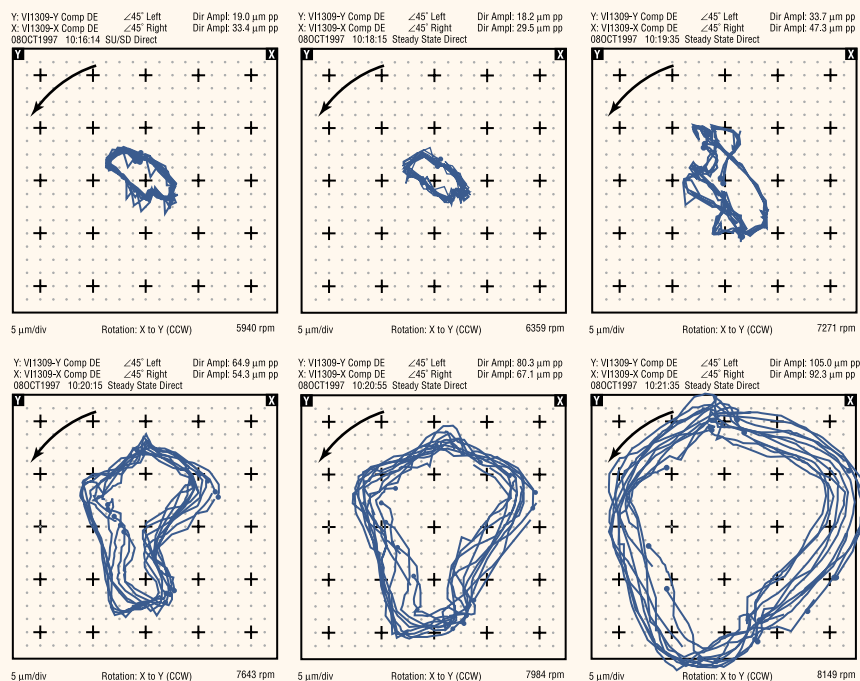 Y: VI1309-Y Comp DE ∠45° Left Dir Ampl: 19.0 µm pp
X: VI1309-X Comp DE ∠45° Right Dir Ampl: 33.4 µm pp
08OCT1997 10:16:14 SU/SD Direct
Y X
5 µm/div Rotation: X to Y (CCW) 5940 rpm
Y: VI1309-Y Comp DE ∠45° Left Dir Ampl: 18.2 µm pp
X: VI1309-X Comp DE ∠45° Right Dir Ampl: 29.5 µm pp
08OCT1997 10:18:15 Steady State Direct
Y X
5 µm/div Rotation: X to Y (CCW) 6359 rpm
Y: VI1309-Y Comp DE ∠45° Left Dir Ampl: 33.7 µm pp
X: VI1309-X Comp DE ∠45° Right Dir Ampl: 47.3 µm pp
08OCT1997 10:19:35 Steady State Direct
Y X
5 µm/div Rotation: X to Y (CCW) 7271 rpm
Y: VI1309-Y Comp DE ∠45° Left Dir Ampl: 64.9 µm pp
X: VI1309-X Comp DE ∠45° Right Dir Ampl: 54.3 µm pp
08OCT1997 10:20:15 Steady State Direct
Y X
5 µm/div Rotation: X to Y (CCW) 7643 rpm
Y: VI1309-Y Comp DE ∠45° Left Dir Ampl: 80.3 µm pp
X: VI1309-X Comp DE ∠45° Right Dir Ampl: 67.1 µm pp
08OCT1997 10:20:55 Steady State Direct
Y X
5 µm/div Rotation: X to Y (CCW) 7984 rpm
Y: VI1309-Y Comp DE ∠45° Left Dir Ampl: 105.0 µm pp
X: VI1309-X Comp DE ∠45° Right Dir Ampl: 92.3 µm pp
08OCT1997 10:21:35 Steady State Direct
Y X
5 µm/div Rotation: X to Y (CCW) 8149 rpm